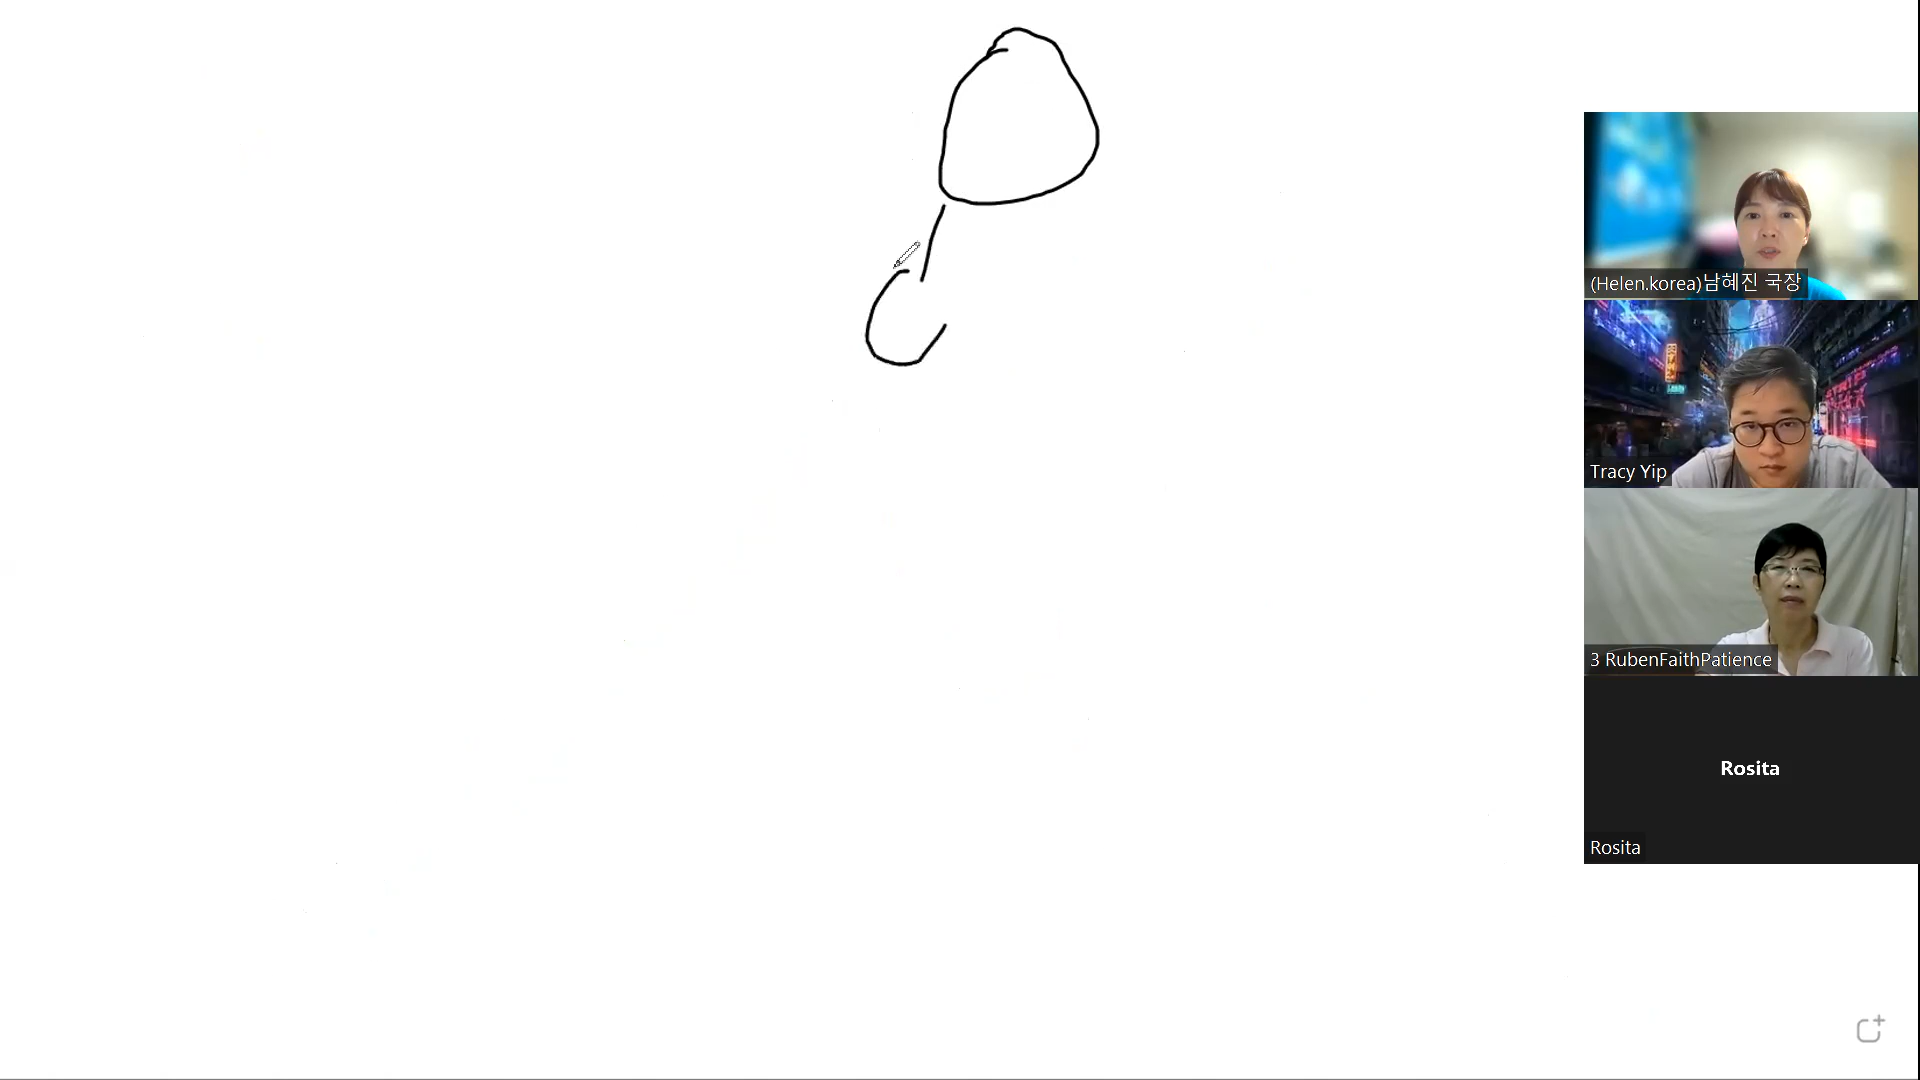 (Helen.korea)남혜진 국장
Tracy Yip
3 RubenFaithPatience
Rosita
Rosita